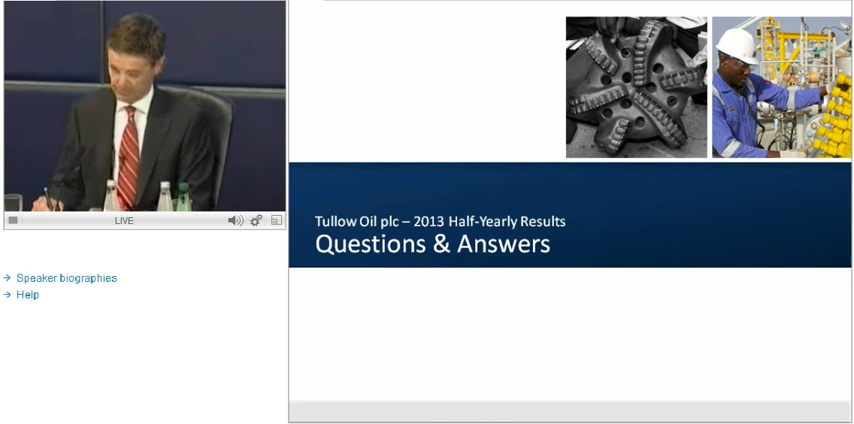 LIVE
→ Speaker biographies
→ Help
Tullow Oil plc – 2013 Half-Yearly Results
Questions & Answers